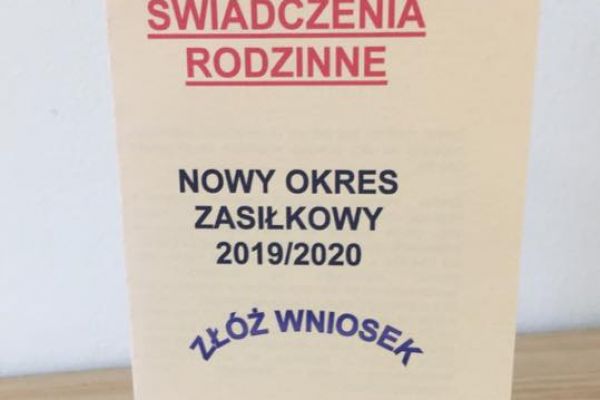 ŚWIADCZENIA
RODZINNE
NOWY OKRES
ZASIŁKOWY
2019/2020
ZŁÓŻ WNIOSEK